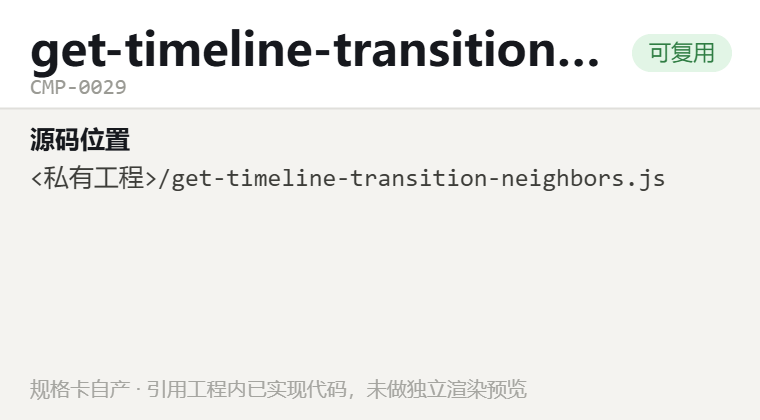 get-timeline-transition...
可复用
CMP-0029
源码位置
<私有工程>/get-timeline-transition-neighbors.js
规格卡自产 · 引用工程内已实现代码，未做独立渲染预览